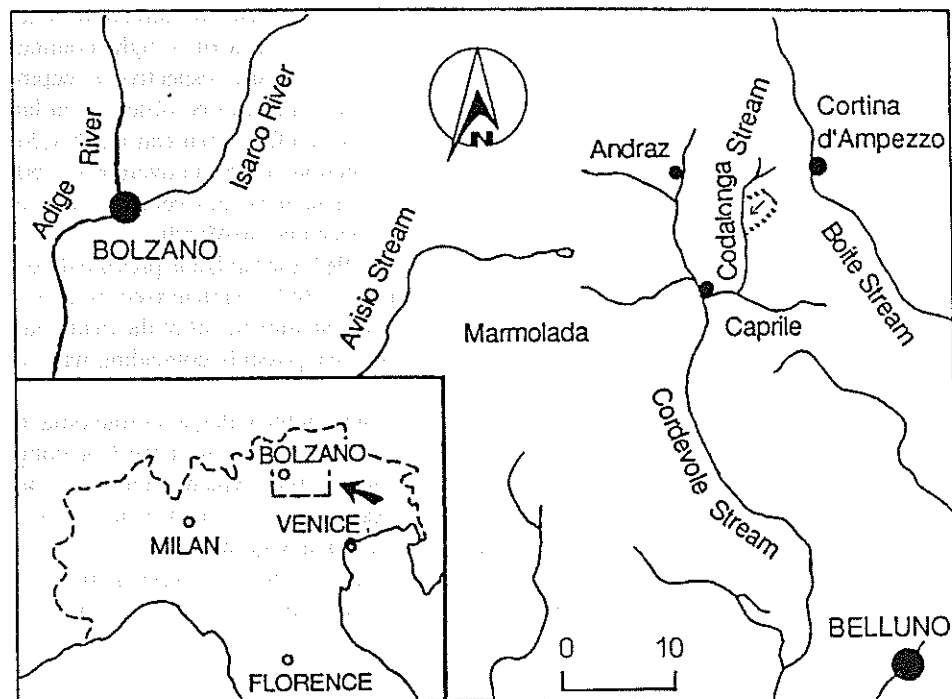 Adige River
Isarco River
BOLZANO
Avisio Stream
N
Andraz
Codalonga Stream
Cortina
d'Ampezzo
Boite Stream
Marmolada
Caprile
Cordevole Stream
BELLUNO
0 10
BOLZANO
MILAN
VENICE
FLORENCE